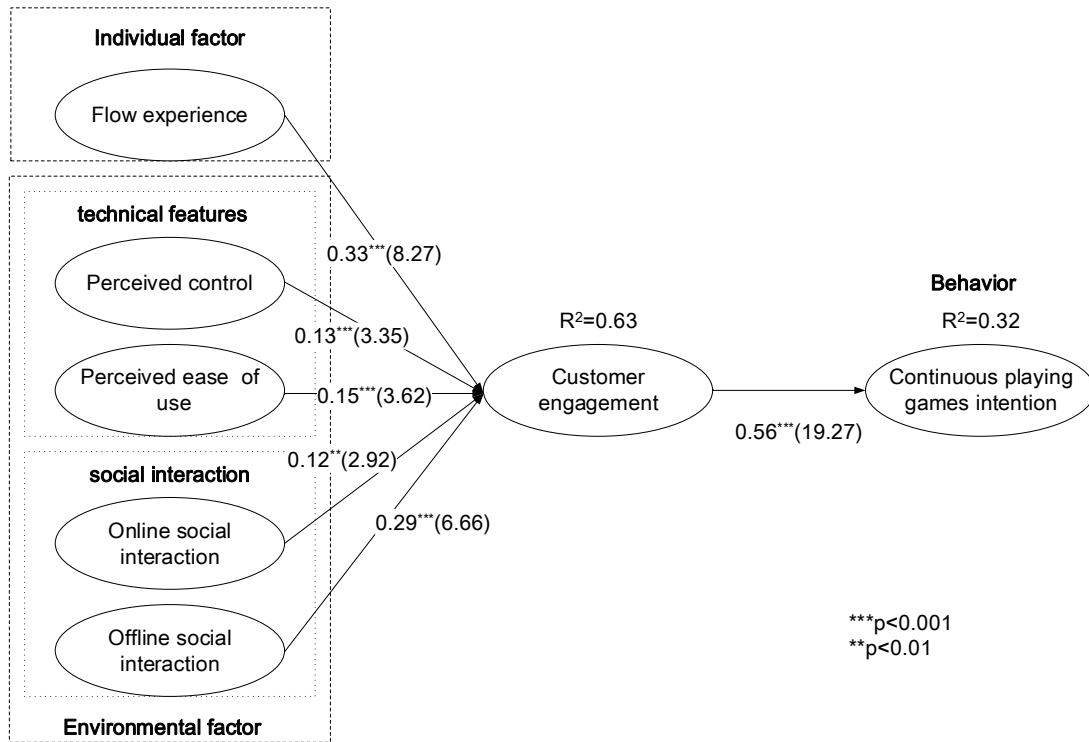 Individual factor
Flow experience
technical features
Perceived control
Perceived ease of
use
social interaction
Online social
interaction
Offline social
interaction
Environmental factor
0.33***(8.27)
0.13***(3.35)
0.15***(3.62)
0.12**(2.92)
0.29***(6.66)
R²=0.63
Customer
engagement
0.56***(19.27)
Behavior
R²=0.32
Continuous playing
games intention
***p<0.001
**p<0.01